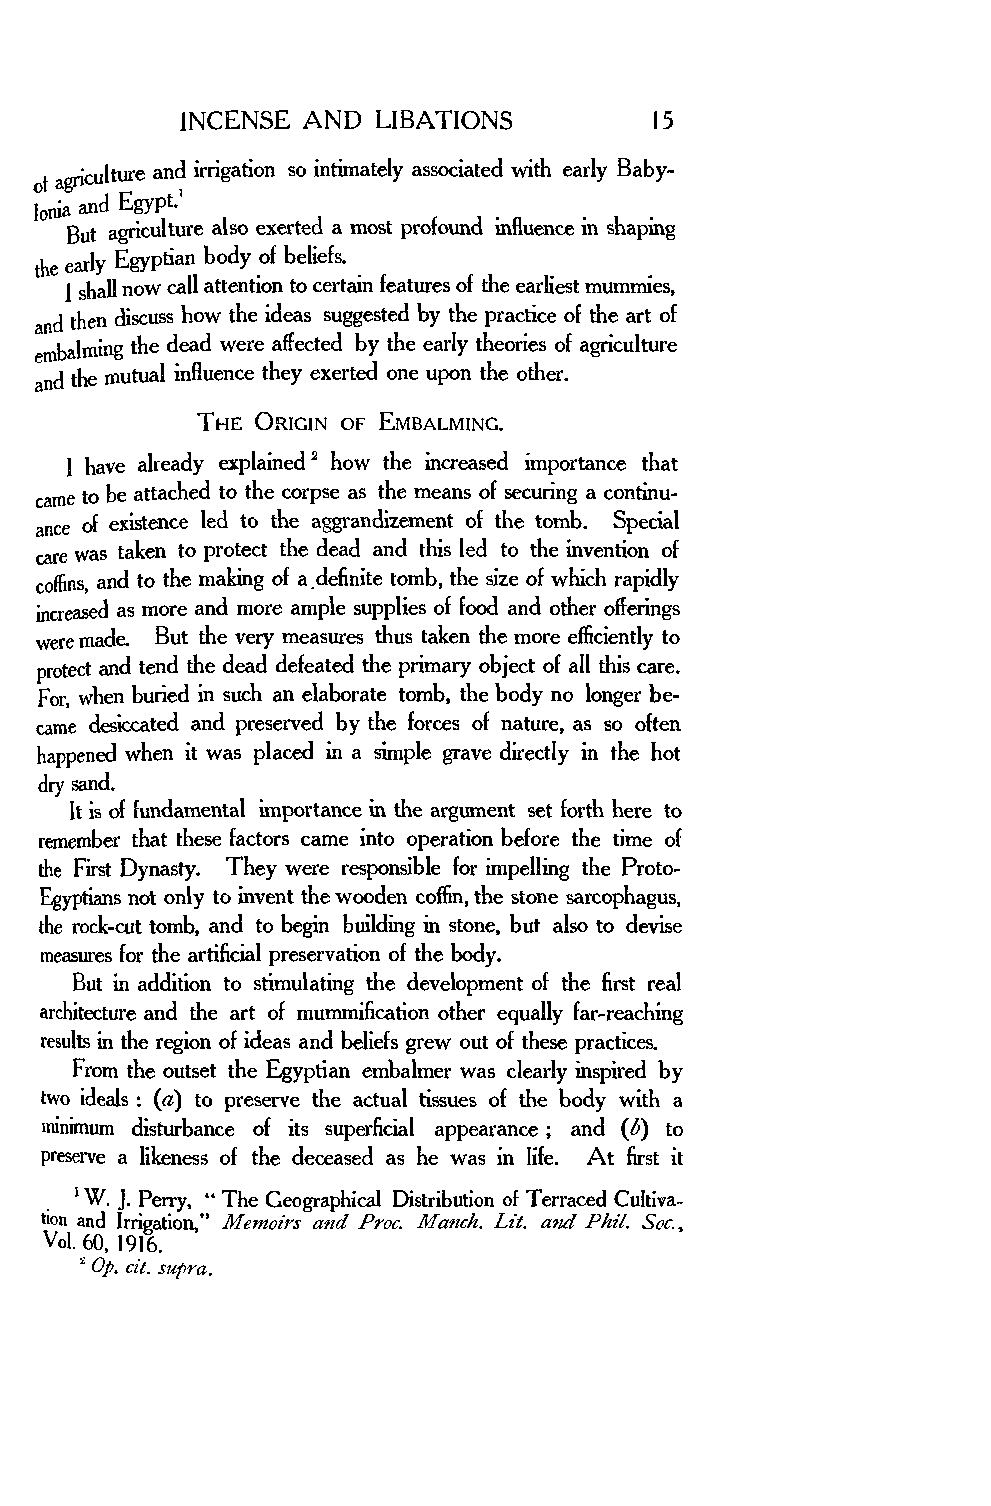 INCENSE AND LIBATIONS 15
of agriculture and irrigation so intimately associated with early Baby-
lonia and Egypt.¹
But agriculture also exerted a most profound influence in shaping
the early Egyptian body of beliefs.
I shall now call attention to certain features of the earliest mummies,
and then discuss how the ideas suggested by the practice of the art of
embalming the dead were affected by the early theories of agriculture
and the mutual influence they exerted one upon the other.
THE ORIGIN OF EMBALMING.
I have already explained ² how the increased importance that
came to be attached to the corpse as the means of securing a continu-
ance of existence led to the aggrandizement of the tomb. Special
care was taken to protect the dead and this led to the invention of
coffins, and to the making of a definite tomb, the size of which rapidly
increased as more and more ample supplies of food and other offerings
were made. But the very measures thus taken the more efficiently to
protect and tend the dead defeated the primary object of all this care.
For, when buried in such an elaborate tomb, the body no longer be-
came desiccated and preserved by the forces of nature, as so often
happened when it was placed in a simple grave directly in the hot
dry sand.
It is of fundamental importance in the argument set forth here to
remember that these factors came into operation before the time of
the First Dynasty. They were responsible for impelling the Proto-
Egyptians not only to invent the wooden coffin, the stone sarcophagus,
the rock-cut tomb, and to begin building in stone, but also to devise
measures for the artificial preservation of the body.
But in addition to stimulating the development of the first real
architecture and the art of mummification other equally far-reaching
results in the region of ideas and beliefs grew out of these practices.
From the outset the Egyptian embalmer was clearly inspired by
two ideals : (a) to preserve the actual tissues of the body with a
minimum disturbance of its superficial appearance ; and (b) to
preserve a likeness of the deceased as he was in life. At first it
¹ W. J. Perry, " The Geographical Distribution of Terraced Cultiva-
tion and Irrigation," Memoirs and Proc. Manch. Lit. and Phil. Soc.,
Vol. 60, 1916.
² Op. cit. supra.